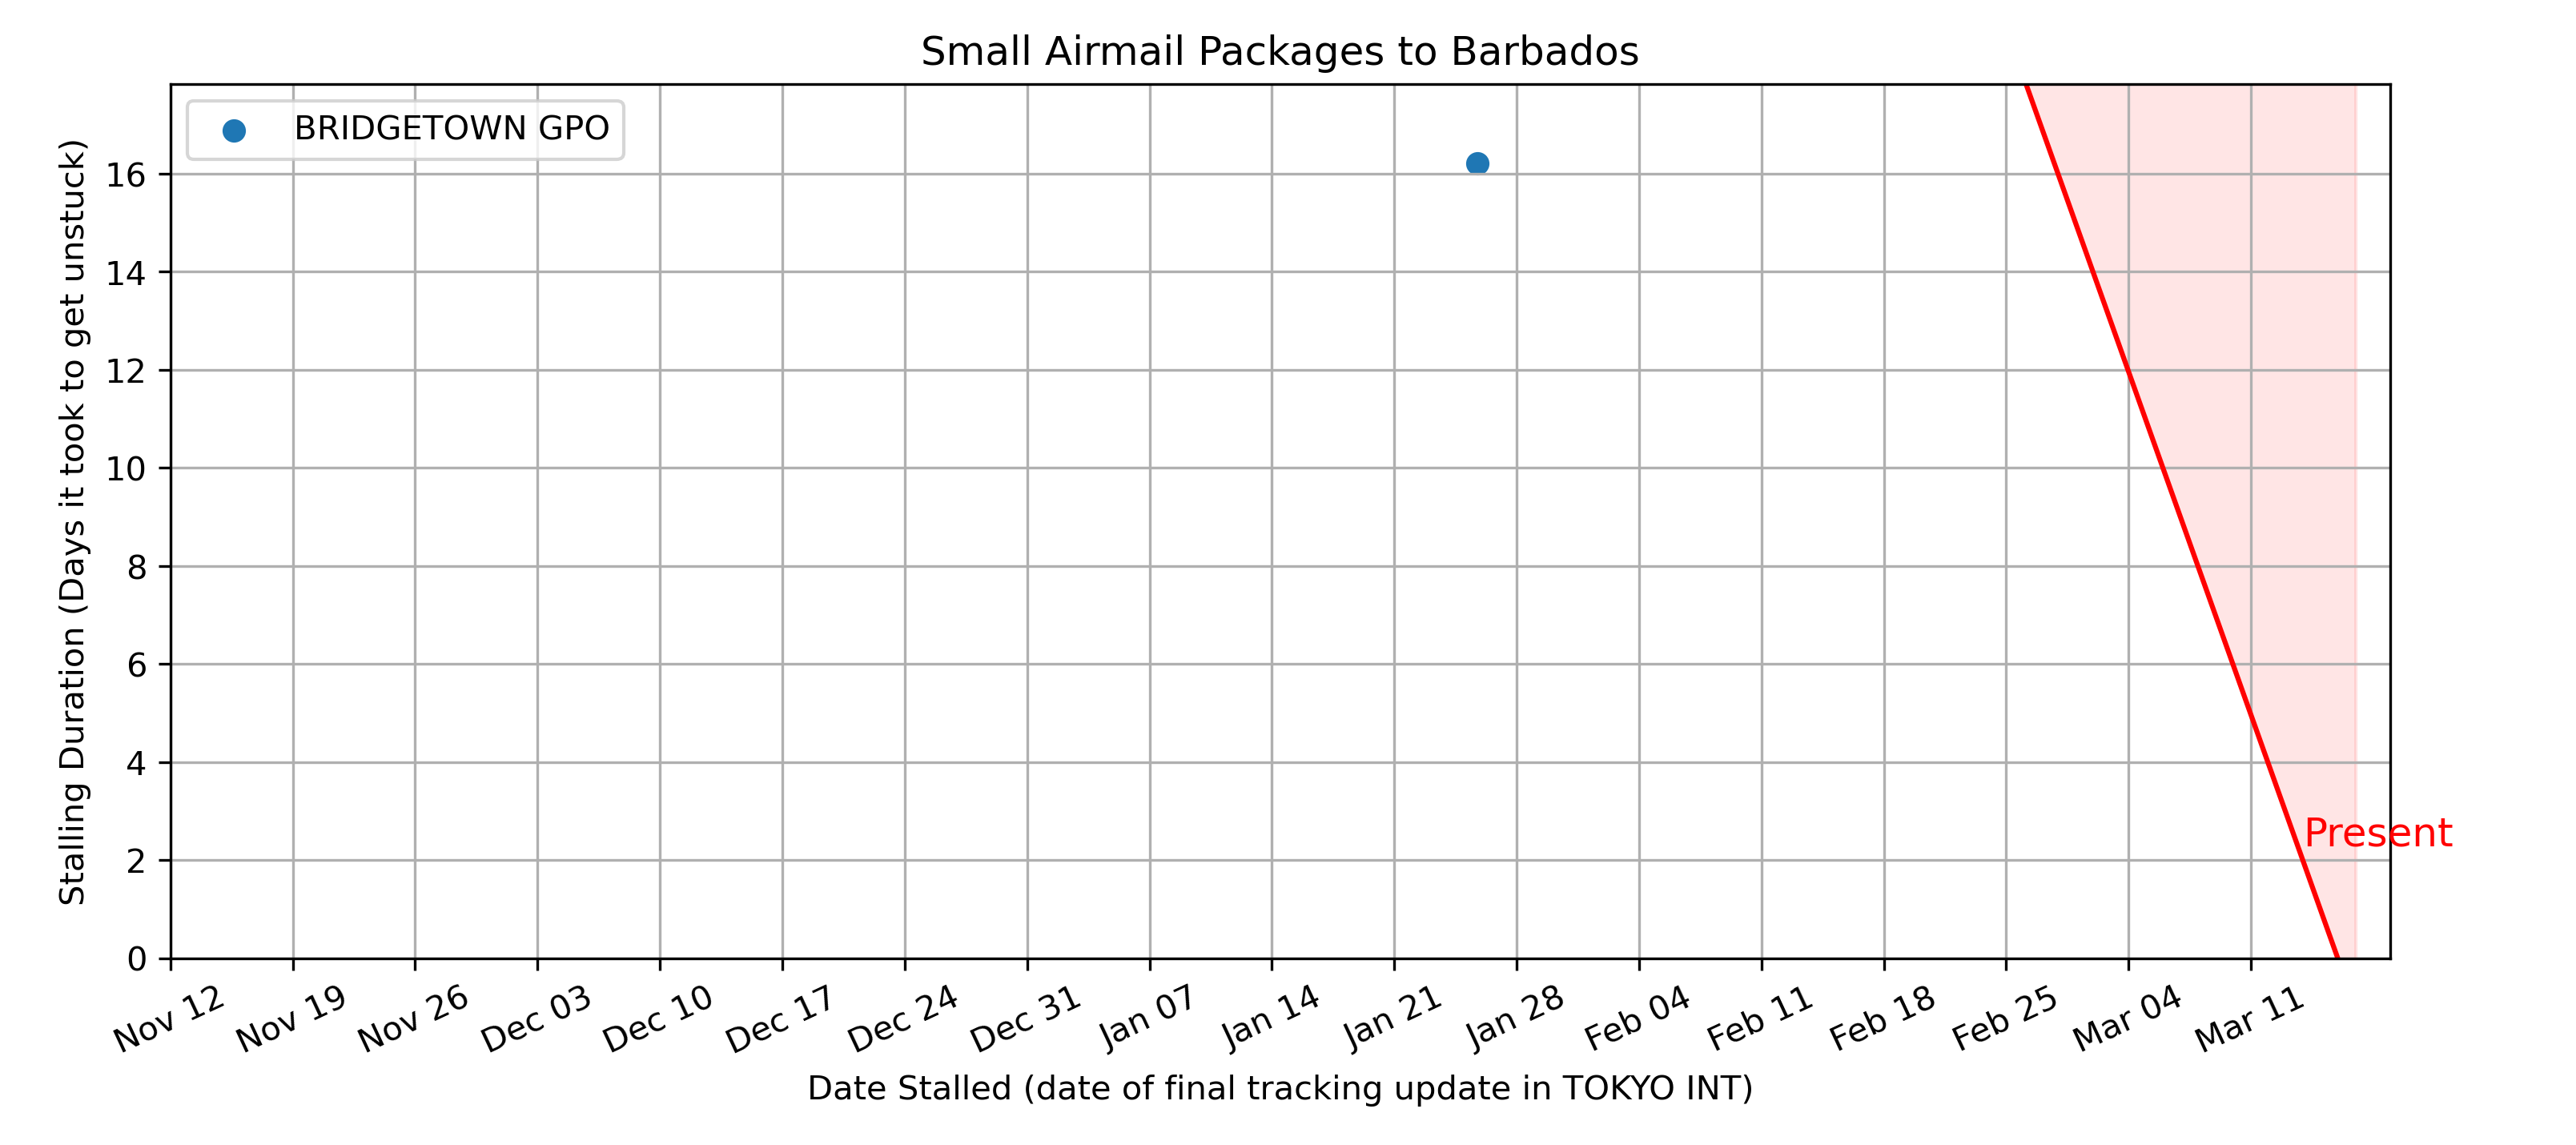 Small Airmail Packages to Barbados
BRIDGETOWN GPO
Stalling Duration (Days it took to get unstuck)
16
14
12
10
8
6
4
2
0
Present
Nov 12 Nov 19 Nov 26 Dec 03 Dec 10 Dec 17 Dec 24 Dec 31 Jan 07 Jan 14 Jan 21 Jan 28 Feb 04 Feb 11 Feb 18 Feb 25 Mar 04 Mar 11
Date Stalled (date of final tracking update in TOKYO INT)